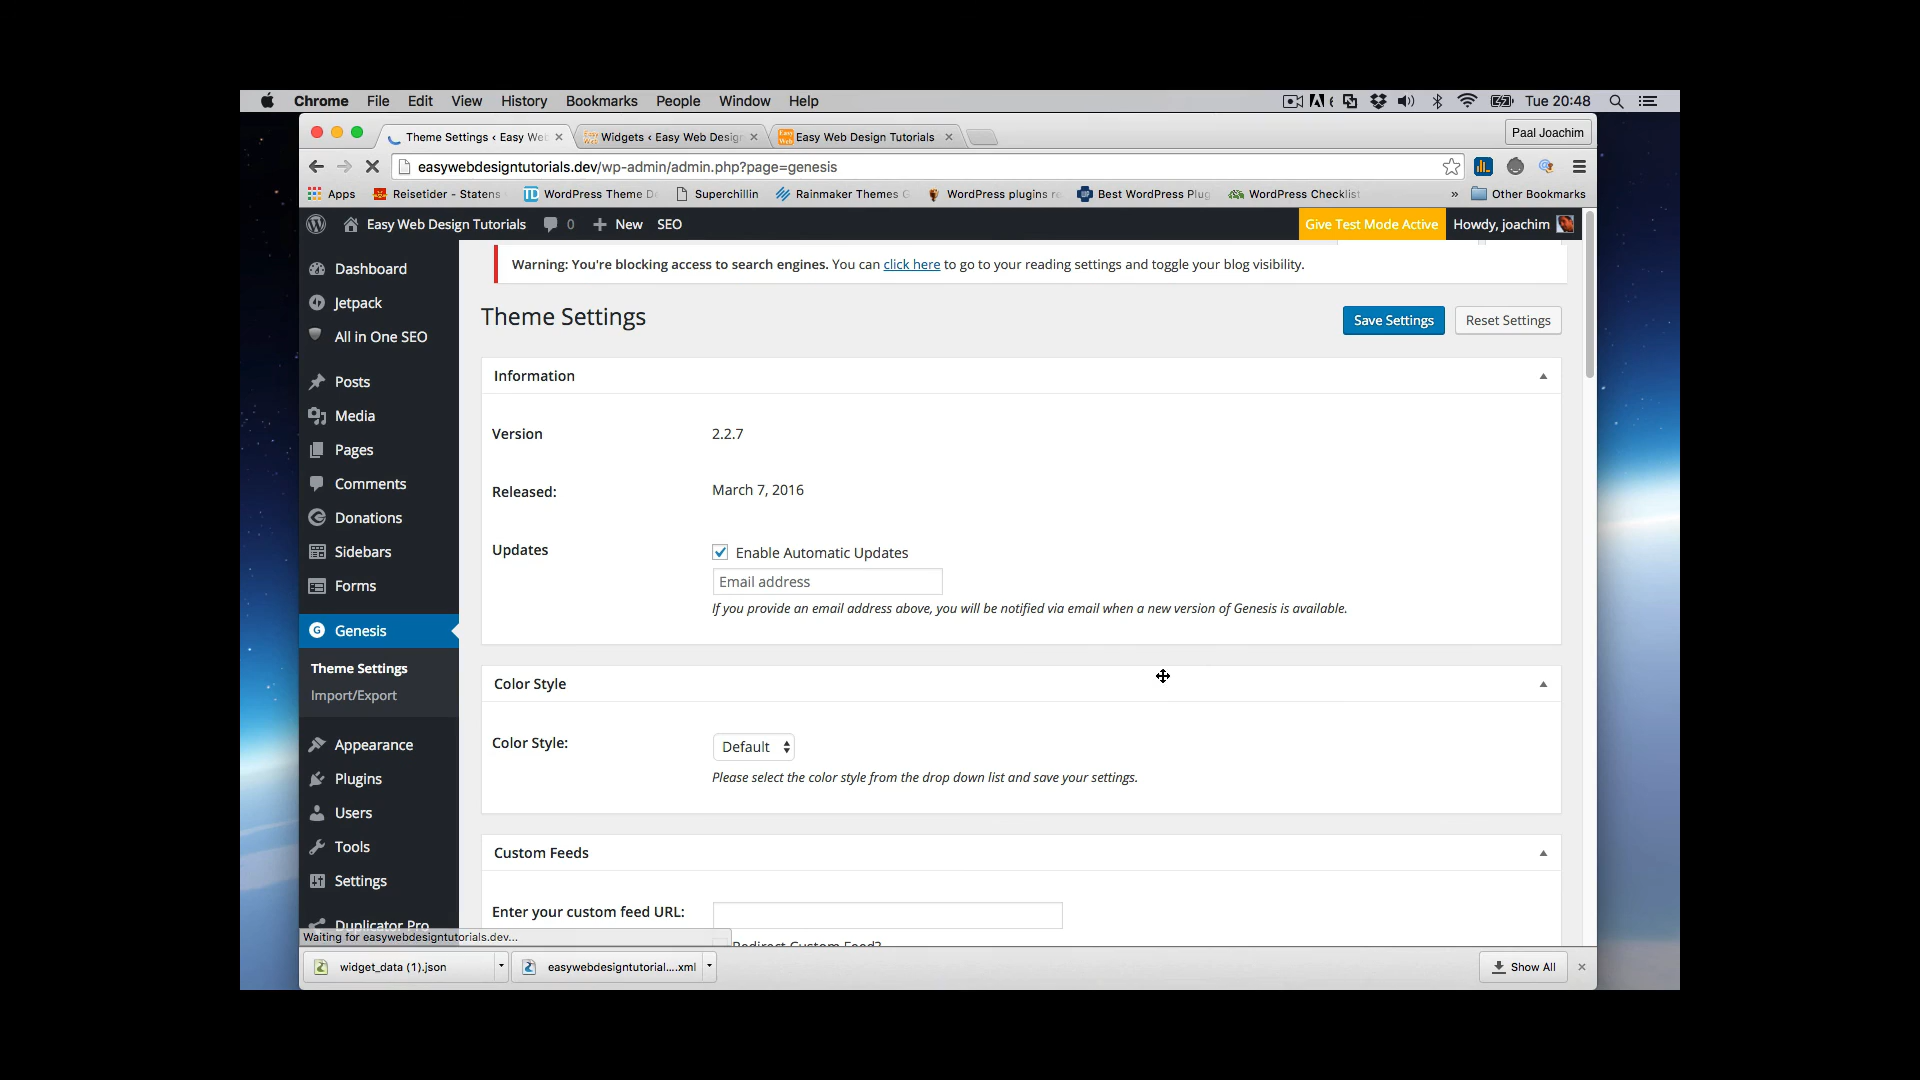 Chrome File Edit View History Bookmarks People Window Help Tue 20:48
Theme Settings ‹ Easy We Widgets ‹ Easy Web Design Easy Web Design Tutorials Paal Joachim
easywebdesigntutorials.dev/wp-admin/admin.php?page=genesis
Apps Reisetider - Statens WordPress Theme D Superchillin Rainmaker Themes WordPress plugins re Best WordPress Plug WordPress Checklist » Other Bookmarks
Easy Web Design Tutorials 0 New SEO Give Test Mode Active Howdy, joachim
Warning: You're blocking access to search engines. You can click here to go to your reading settings and toggle your blog visibility.
Dashboard
Jetpack
All in One SEO
Posts
Media
Pages
Comments
Donations
Sidebars
Forms
Genesis
Theme Settings
Import/Export
Appearance
Plugins
Users
Tools
Settings
Duplicator Pro
Theme Settings Save Settings Reset Settings
Information
Version 2.2.7
Released: March 7, 2016
Updates Enable Automatic Updates
Email address
If you provide an email address above, you will be notified via email when a new version of Genesis is available.
Color Style
Color Style: Default
Please select the color style from the drop down list and save your settings.
Custom Feeds
Enter your custom feed URL:
Redirect Custom Feed?
Waiting for easywebdesigntutorials.dev...
widget_data (1).json easywebdesigntutorial....xml Show All